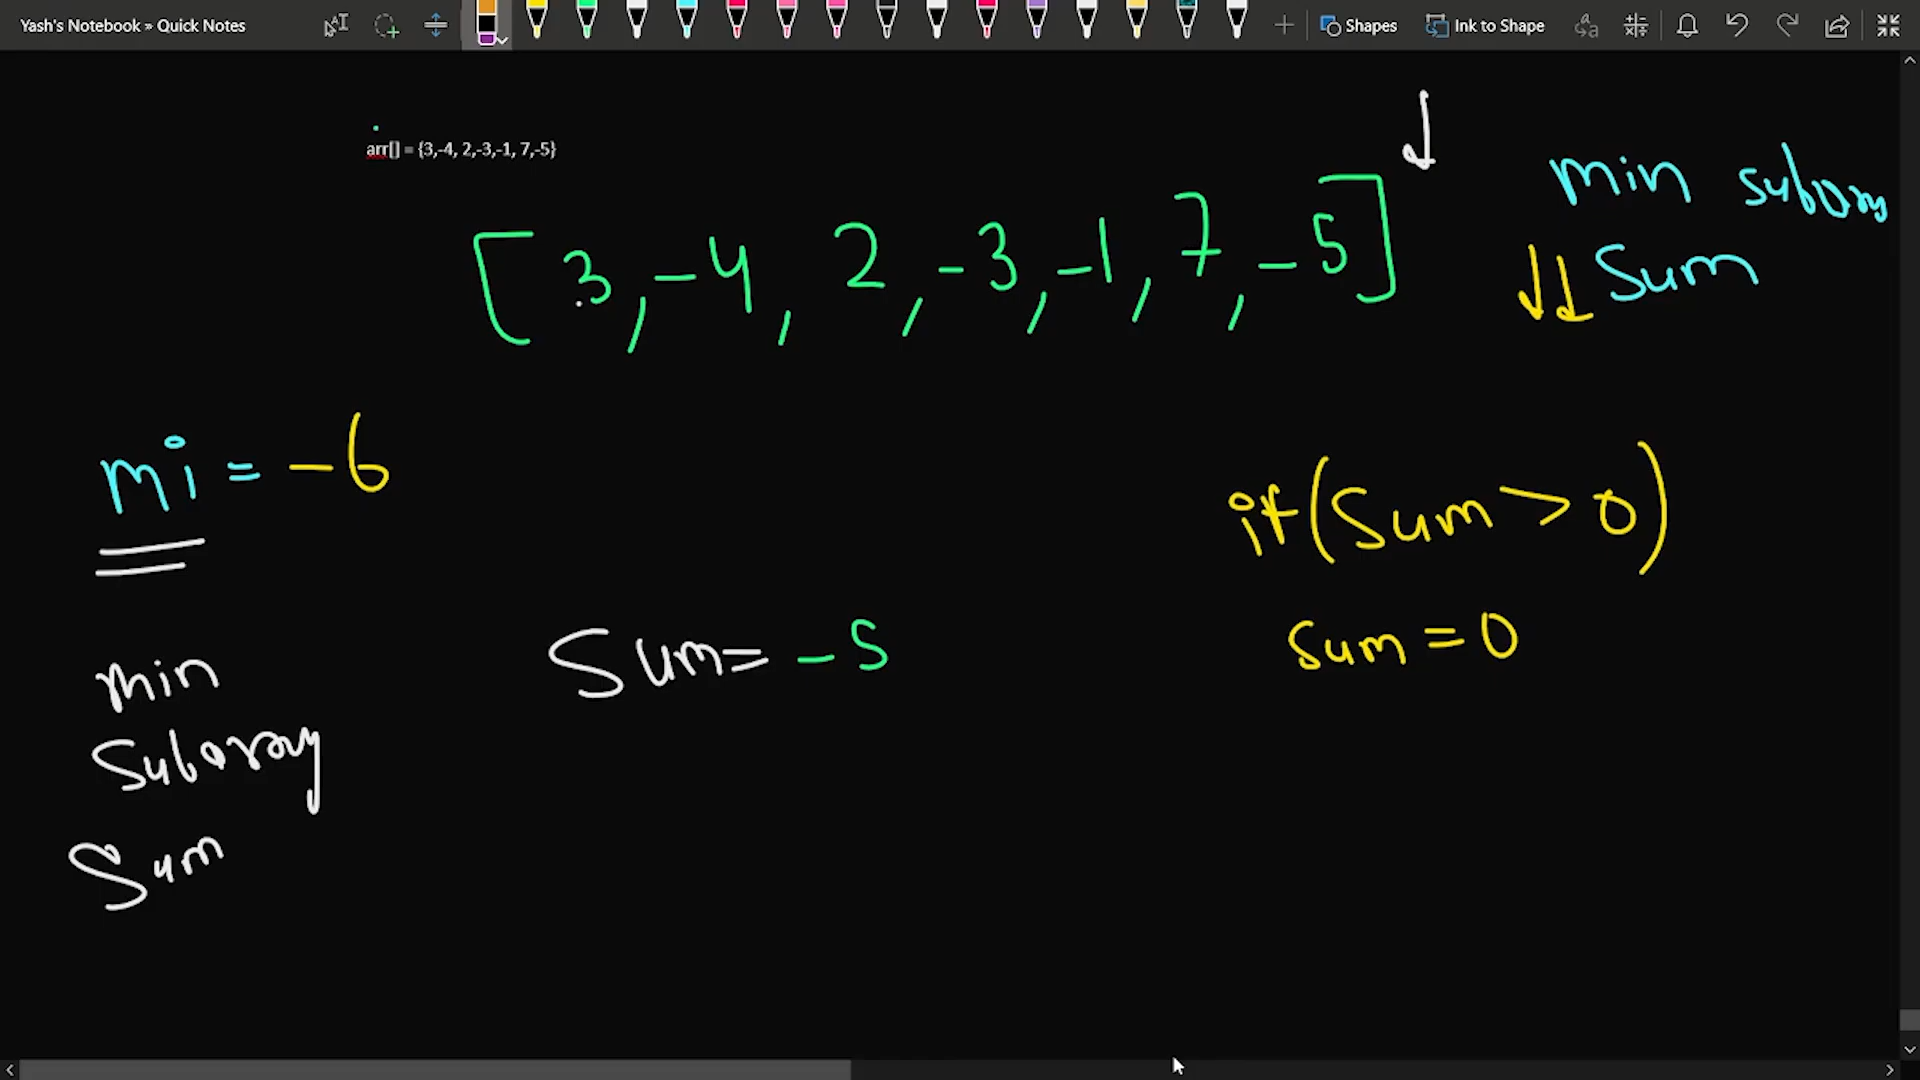 Yash's Notebook » Quick Notes
Shapes
Ink to Shape
arr[] = {3,-4, 2,-3,-1, 7,-5}
[3, -4, 2, -3, -1, 7, -5]
min subarray
Sum
mi = -6
if(Sum > 0)
Sum = 0
Sum = -5
min
Subarray
Sum